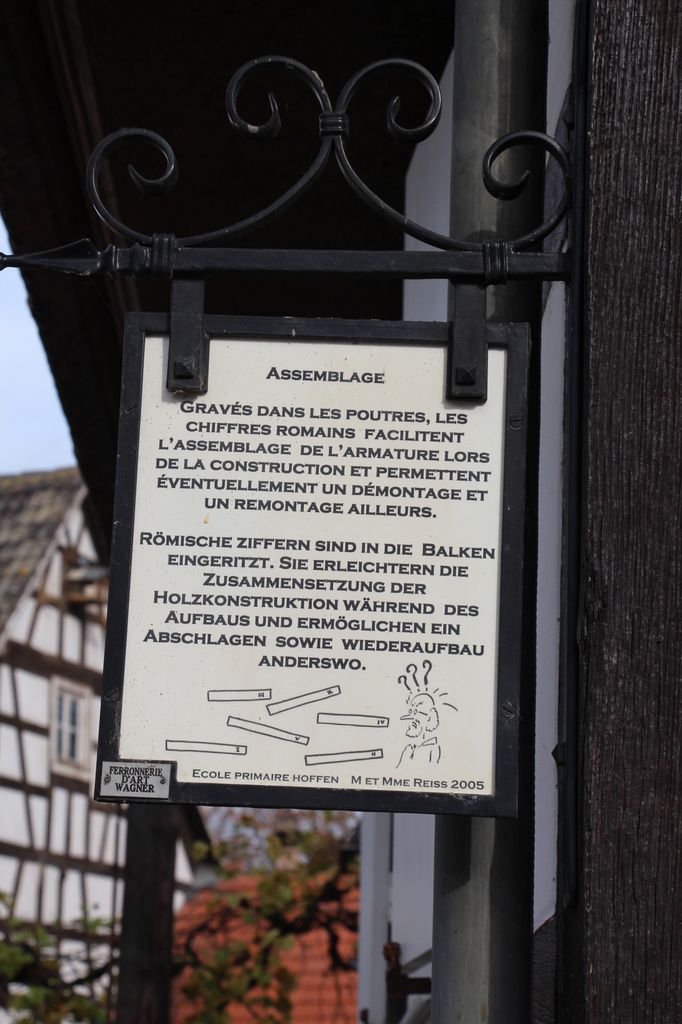 ASSEMBLAGE
GRAVÉS DANS LES POUTRES, LES
CHIFFRES ROMAINS FACILITENT
L'ASSEMBLAGE DE L'ARMATURE LORS
DE LA CONSTRUCTION ET PERMETTENT
ÉVENTUELLEMENT UN DÉMONTAGE ET
UN REMONTAGE AILLEURS.
RÖMISCHE ZIFFERN SIND IN DIE BALKEN
EINGERITZT. SIE ERLEICHTERN DIE
ZUSAMMENSETZUNG DER
HOLZKONSTRUKTION WÄHREND DES
AUFBAUS UND ERMÖGLICHEN EIN
ABSCHLAGEN SOWIE WIEDERAUFBAU
ANDERSWO.
???
III
X
IV
V
I
II
ECOLE PRIMAIRE HOFFEN M ET MME REISS 2005
FERRONNERIE
D'ART
WAGNER